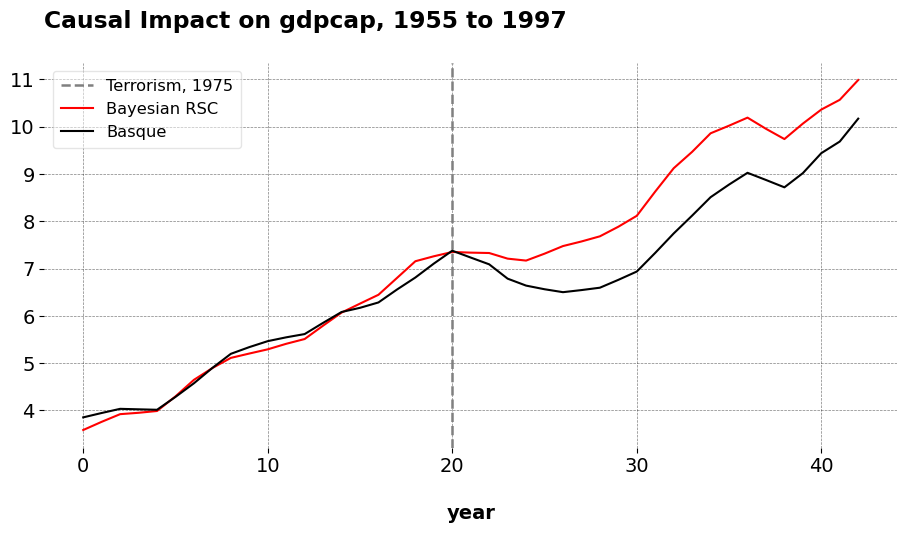 Causal Impact on gdpcap, 1955 to 1997
Terrorism, 1975
Bayesian RSC
Basque
11
10
9
8
7
6
5
4
0 10 20 30 40
year